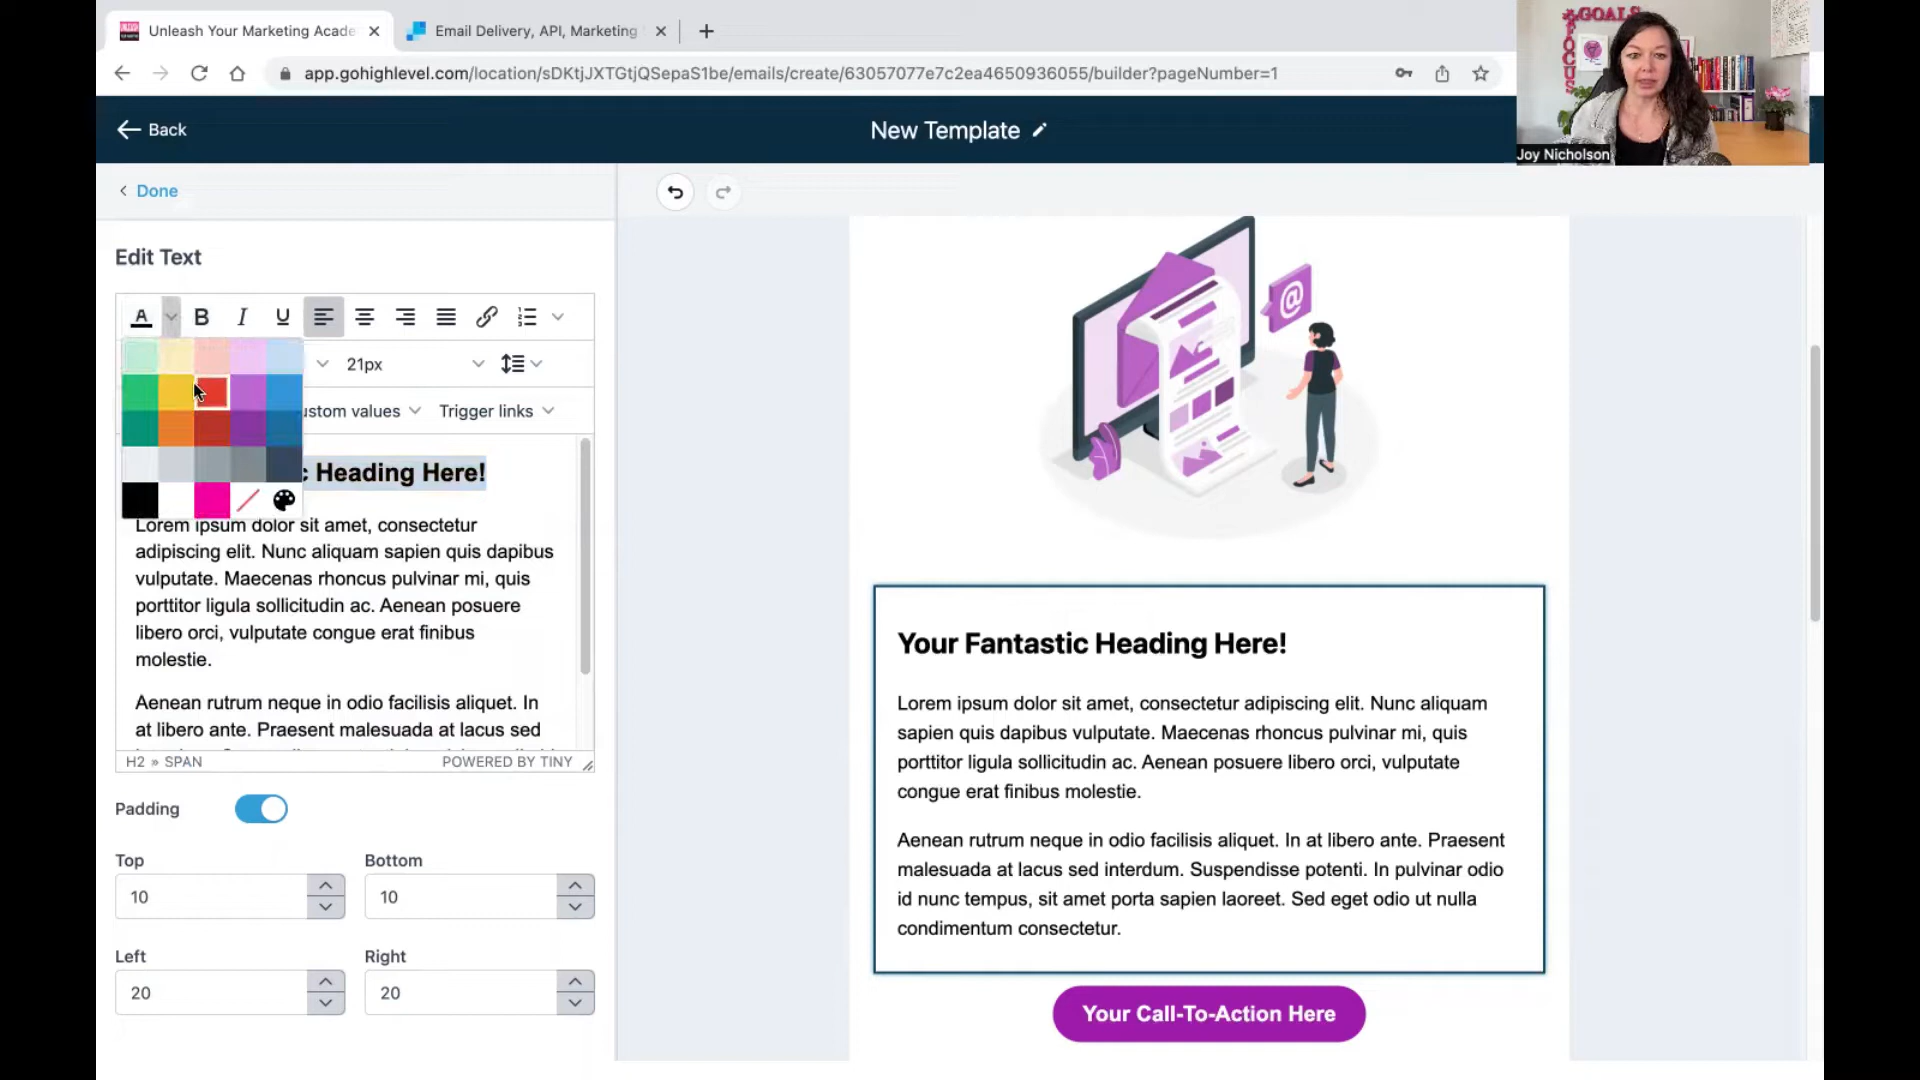 Unleash Your Marketing Acade
Email Delivery, API, Marketing
app.gohighlevel.com/location/sDKtjJXTGtjQSepaS1be/emails/create/63057077e7c2ea4650936055/builder?pageNumber=1
GOALS
FOCUS
Joy Nicholson
Back
New Template
Done
Edit Text
A B I U
21px
ustom values
Trigger links
c Heading Here!
Lorem ipsum dolor sit amet, consectetur
adipiscing elit. Nunc aliquam sapien quis dapibus
vulputate. Maecenas rhoncus pulvinar mi, quis
porttitor ligula sollicitudin ac. Aenean posuere
libero orci, vulputate congue erat finibus
molestie.
Aenean rutrum neque in odio facilisis aliquet. In
at libero ante. Praesent malesuada at lacus sed
H2 » SPAN
POWERED BY TINY
Padding
Top
Bottom
10
10
Left
Right
20
20
@
Your Fantastic Heading Here!
Lorem ipsum dolor sit amet, consectetur adipiscing elit. Nunc aliquam
sapien quis dapibus vulputate. Maecenas rhoncus pulvinar mi, quis
porttitor ligula sollicitudin ac. Aenean posuere libero orci, vulputate
congue erat finibus molestie.
Aenean rutrum neque in odio facilisis aliquet. In at libero ante. Praesent
malesuada at lacus sed interdum. Suspendisse potenti. In pulvinar odio
id nunc tempus, sit amet porta sapien laoreet. Sed eget odio ut nulla
condimentum consectetur.
Your Call-To-Action Here